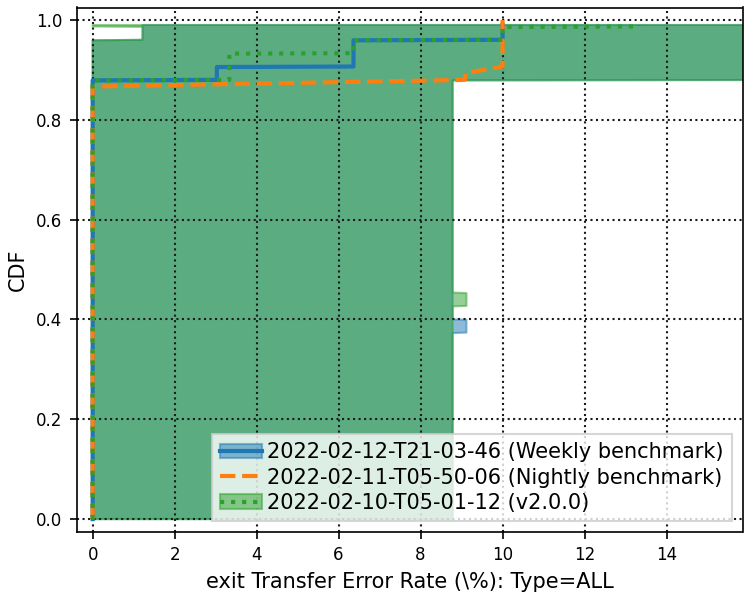 1.0
0.8
0.6
0.4
0.2
0.0
CDF
2022-02-12-T21-03-46 (Weekly benchmark)
2022-02-11-T05-50-06 (Nightly benchmark)
2022-02-10-T05-01-12 (v2.0.0)
0 2 4 6 8 10 12 14
exit Transfer Error Rate (\%): Type=ALL